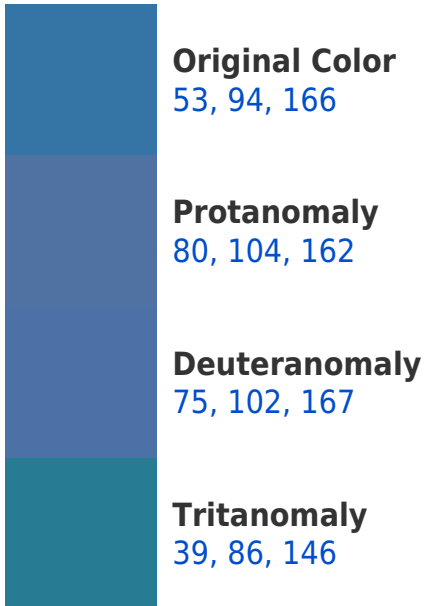 Original Color
53, 94, 166
Protanomaly
80, 104, 162
Deuteranomaly
75, 102, 167
Tritanomaly
39, 86, 146